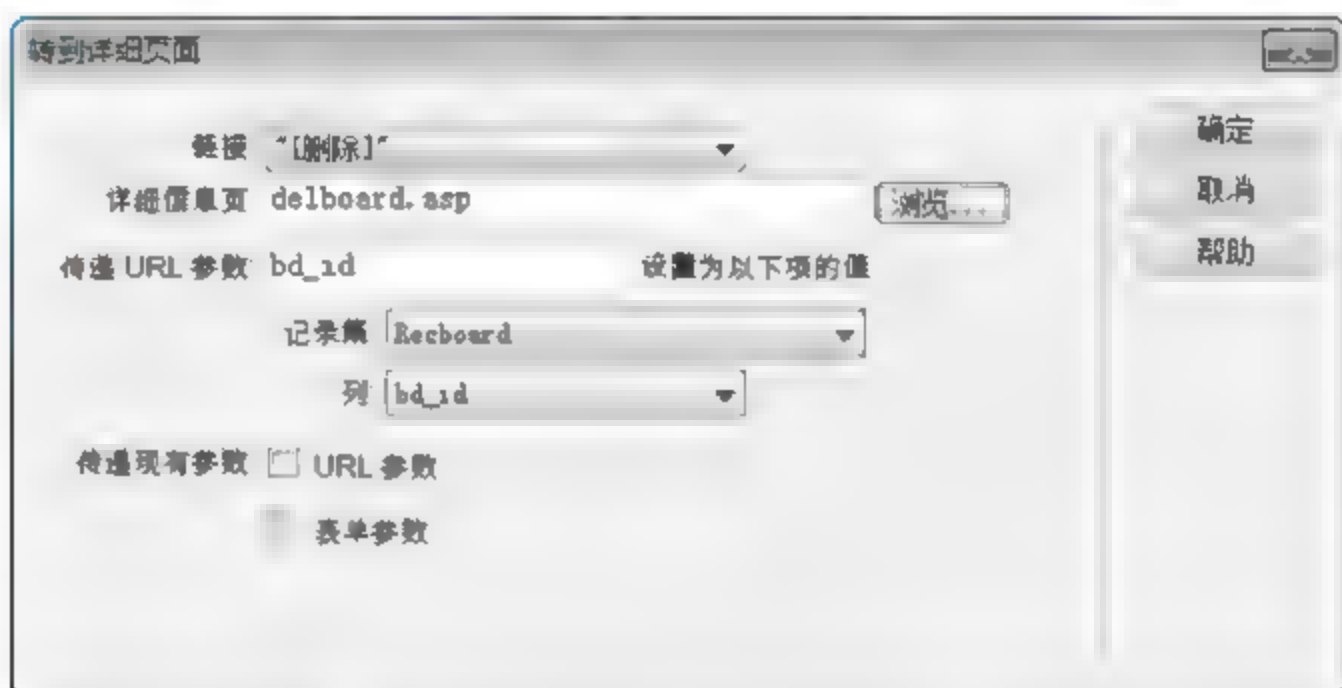 转到详细页面
链接 "[删除]"
详细信息页 delboard.asp 浏览...
传递 URL 参数 bd_id 设置为以下项的值
记录集 Recboard
列 bd_id
传递现有参数 URL 参数
表单参数
确定
取消
帮助